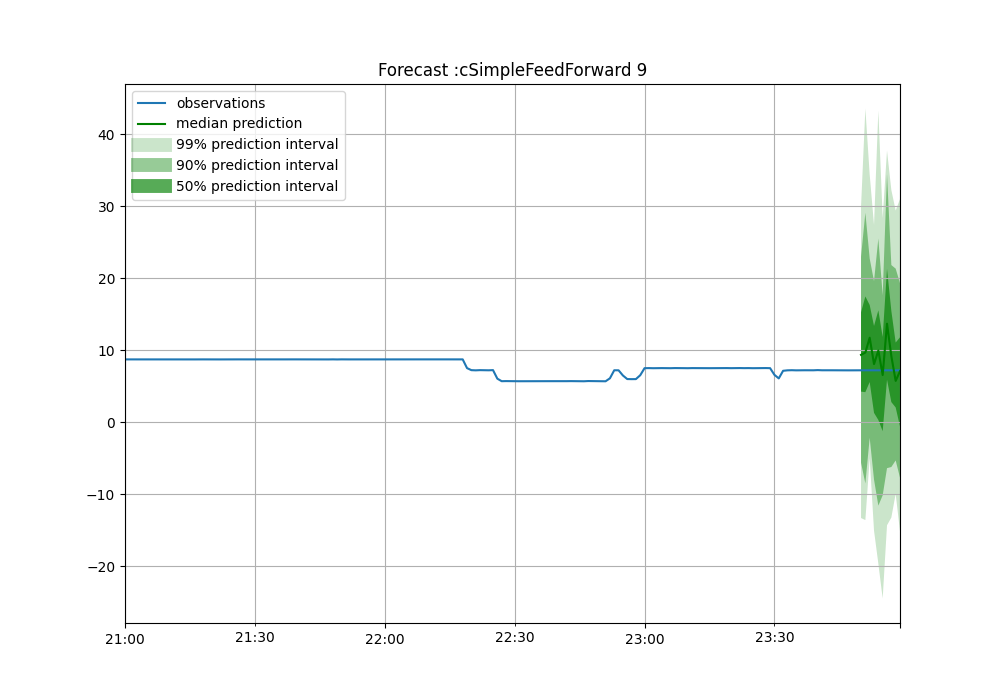 Forecast :cSimpleFeedForward 9
observations
median prediction
99% prediction interval
90% prediction interval
50% prediction interval
40
30
20
10
0
−10
−20
21:00
21:30
22:00
22:30
23:00
23:30